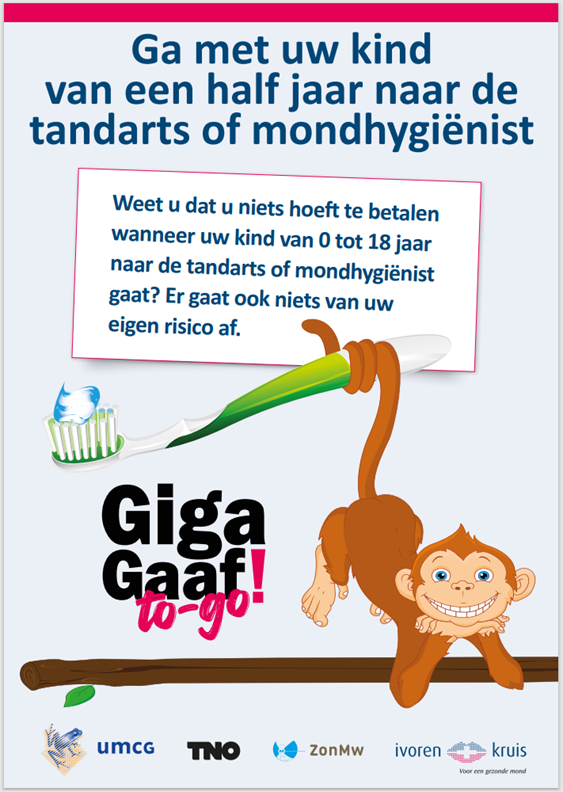 Ga met uw kind
van een half jaar naar de
tandarts of mondhygiënist
Weet u dat u niets hoeft te betalen
wanneer uw kind van 0 tot 18 jaar
naar de tandarts of mondhygiënist
gaat? Er gaat ook niets van uw
eigen risico af.
Giga
Gaaf!
to-go
umcg
TNO
ZonMw
ivoren kruis
Voor een gezonde mond